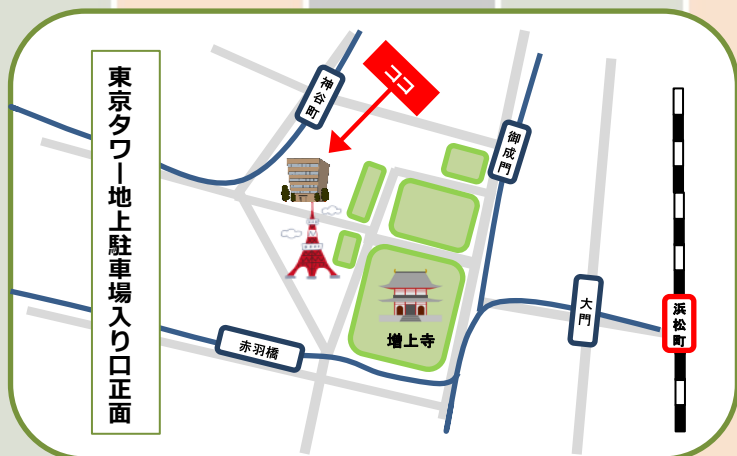 東京タワー地上駐車場入り口正面
神谷町
ココ
御成門
大門
浜松町
増上寺
赤羽橋